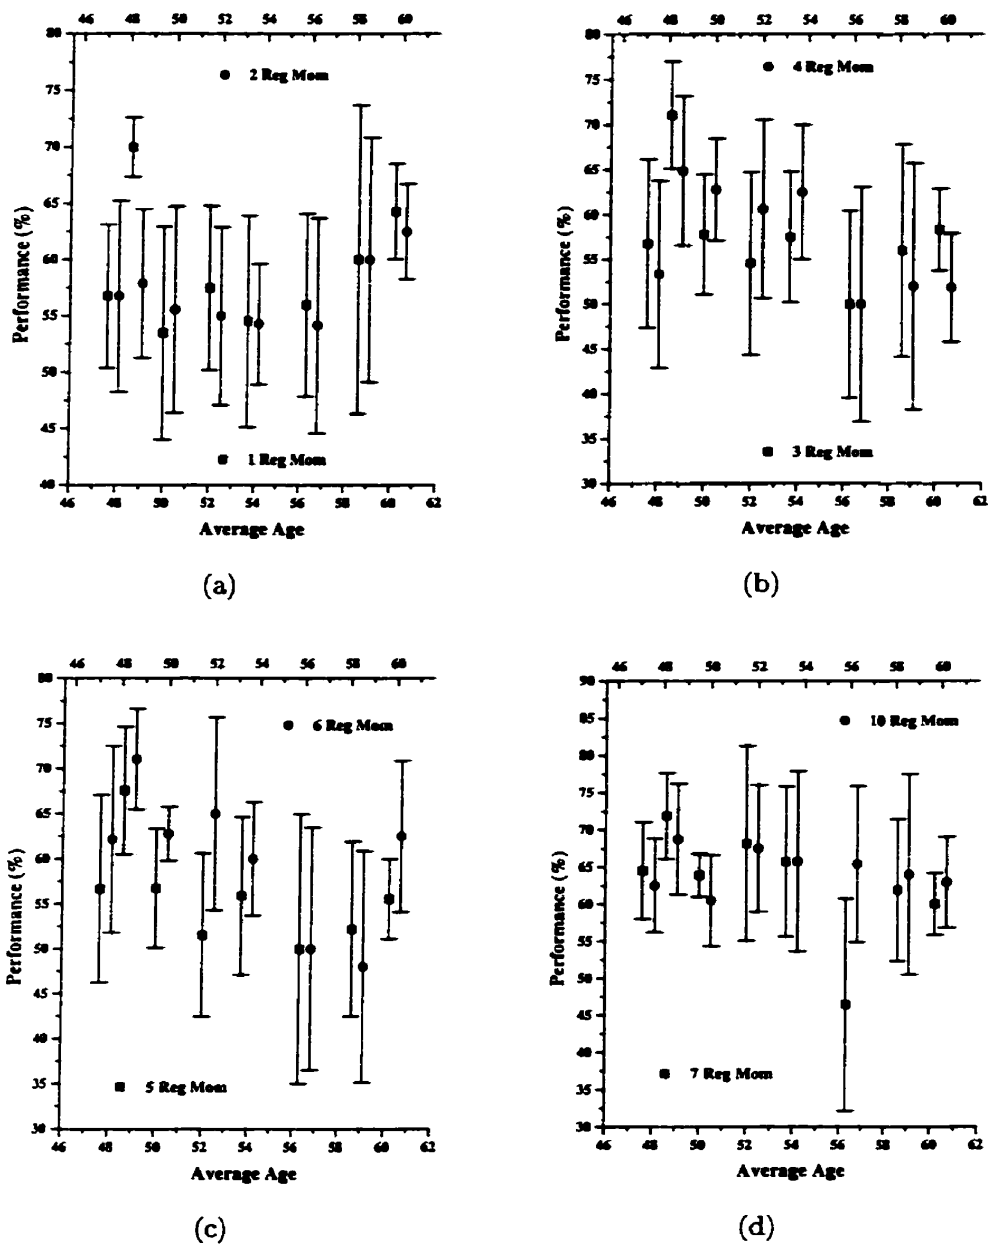 46 48 50 52 54 56 58 60
80
2 Reg Mom
75
70
65
60
55
50
45
40
Performance (%)
1 Reg Mom
46 48 50 52 54 56 58 60 62
Average Age
(a)
46 48 50 52 54 56 58 60
80
4 Reg Mom
75
70
65
60
55
50
45
40
35
30
Performance (%)
3 Reg Mom
46 48 50 52 54 56 58 60 62
Average Age
(b)
46 48 50 52 54 56 58 60
80
6 Reg Mom
75
70
65
60
55
50
45
40
35
30
Performance (%)
5 Reg Mom
46 48 50 52 54 56 58 60 62
Average Age
(c)
46 48 50 52 54 56 58 60
90
10 Reg Mom
85
80
75
70
65
60
55
50
45
40
35
30
Performance (%)
7 Reg Mom
46 48 50 52 54 56 58 60 62
Average Age
(d)